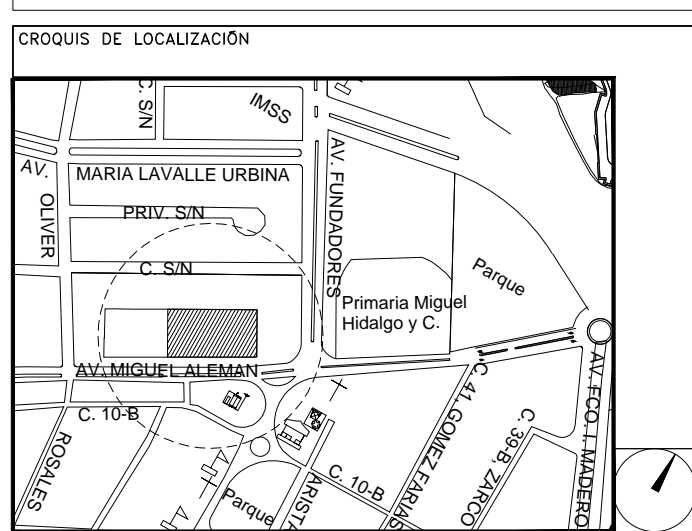 CROQUIS DE LOCALIZACIÓN
C. S/N
IMSS
AV.
OLIVER
MARIA LAVALLE URBINA
AV. FUNDADORES
PRIV. S/N
C. S/N
Parque
Primaria Miguel
Hidalgo y C.
AV. MIGUEL ALEMAN
C. 10-B
ROSALES
Parque
ARISTA
C. 10-B
C. 41, GOMEZ FARIAS
C. 39-B, ZARCO
AV. FCO. I. MADERO